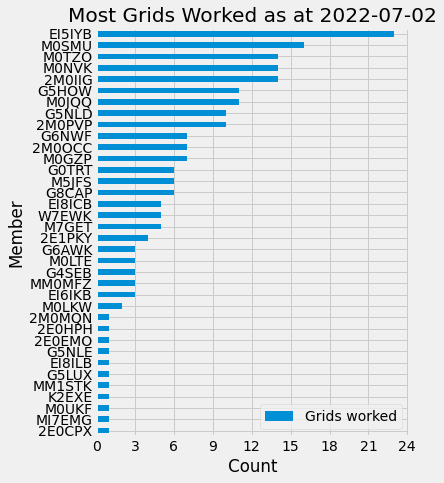 Most Grids Worked as at 2022-07-02
EI5IYB
M0SMU
M0TZO
M0NVK
2M0IIG
G5HOW
M0JQQ
G5NLD
2M0PVP
G6NWF
2M0OCC
M0GZP
G0TRT
M5JFS
G8CAP
EI8ICB
W7EWK
M7GET
2E1PKY
G6AWK
M0LTE
G4SEB
MM0MFZ
EI6IKB
M0LKW
2M0MQN
2E0HPH
2E0EMO
G5NLE
EI8ILB
G5LUX
MM1STK
K2EXE
M0UKF
MI7EMG
2E0CPX
Member
0 3 6 9 12 15 18 21 24
Count
Grids worked